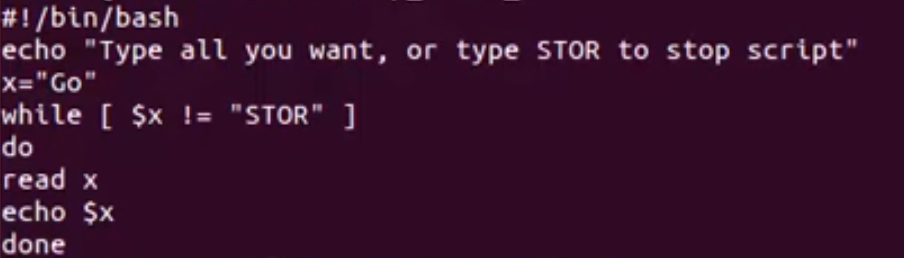 #!/bin/bash
echo "Type all you want, or type STOR to stop script"
x="Go"
while [ $x != "STOR" ]
do
read x
echo $x
done